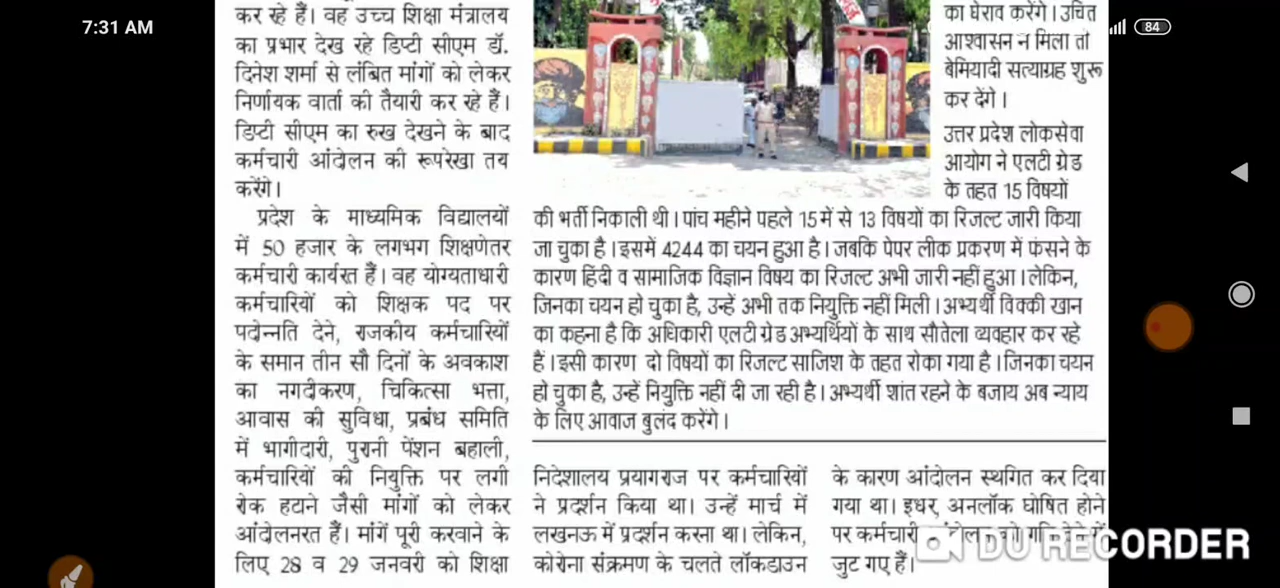 7:31 AM
84
कर रहे हैं। वह उच्च शिक्षा मंत्रालय
का प्रभार देख रहे डिप्टी सीएम डॉ.
दिनेश शर्मा से लंबित मांगों को लेकर
निर्णायक वार्ता की तैयारी कर रहे हैं।
डिप्टी सीएम का रुख देखने के बाद
कर्मचारी आंदोलन की रूपरेखा तय
करेंगे।
प्रदेश के माध्यमिक विद्यालयों
में 50 हजार के लगभग शिक्षणेतर
कर्मचारी कार्यरत हैं। वह योग्यताधारी
कर्मचारियों को शिक्षक पद पर
पदोन्नति देने, राजकीय कर्मचारियों
के समान तीन सौ दिनों के अवकाश
का नगदीकरण, चिकित्सा भत्ता,
आवास की सुविधा, प्रबंध समिति
में भागीदारी, पुरानी पेंशन बहाली,
कर्मचारियों की नियुक्ति पर लगी
रोक हटाने जैसी मांगों को लेकर
आंदोलनरत हैं। मांगें पूरी करवाने के
लिए 28 व 29 जनवरी को शिक्षा
का घेराव करेंगे। उचित
आश्वासन न मिला तो
बेमियादी सत्याग्रह शुरू
कर देंगे।
उत्तर प्रदेश लोकसेवा
आयोग ने एलटी ग्रेड
के तहत 15 विषयों
की भर्ती निकाली थी। पांच महीने पहले 15 में से 13 विषयों का रिजल्ट जारी किया
जा चुका है। इसमें 4244 का चयन हुआ है। जबकि पेपर लीक प्रकरण में फंसने के
कारण हिंदी व सामाजिक विज्ञान विषय का रिजल्ट अभी जारी नहीं हुआ। लेकिन,
जिनका चयन हो चुका है, उन्हें अभी तक नियुक्ति नहीं मिली। अभ्यर्थी विक्की खान
का कहना है कि अधिकारी एलटी ग्रेड अभ्यर्थियों के साथ सौतेला व्यवहार कर रहे
हैं। इसी कारण दो विषयों का रिजल्ट साजिश के तहत रोका गया है। जिनका चयन
हो चुका है, उन्हें नियुक्ति नहीं दी जा रही है। अभ्यर्थी शांत रहने के बजाय अब न्याय
के लिए आवाज बुलंद करेंगे।
निदेशालय प्रयागराज पर कर्मचारियों
ने प्रदर्शन किया था। उन्हें मार्च में
लखनऊ में प्रदर्शन करना था। लेकिन,
कोरोना संक्रमण के चलते लॉकडाउन
के कारण आंदोलन स्थगित कर दिया
गया था। इधर, अनलॉक घोषित होने
पर कर्मचारी
जुट गए हैं।
DU RECORDER